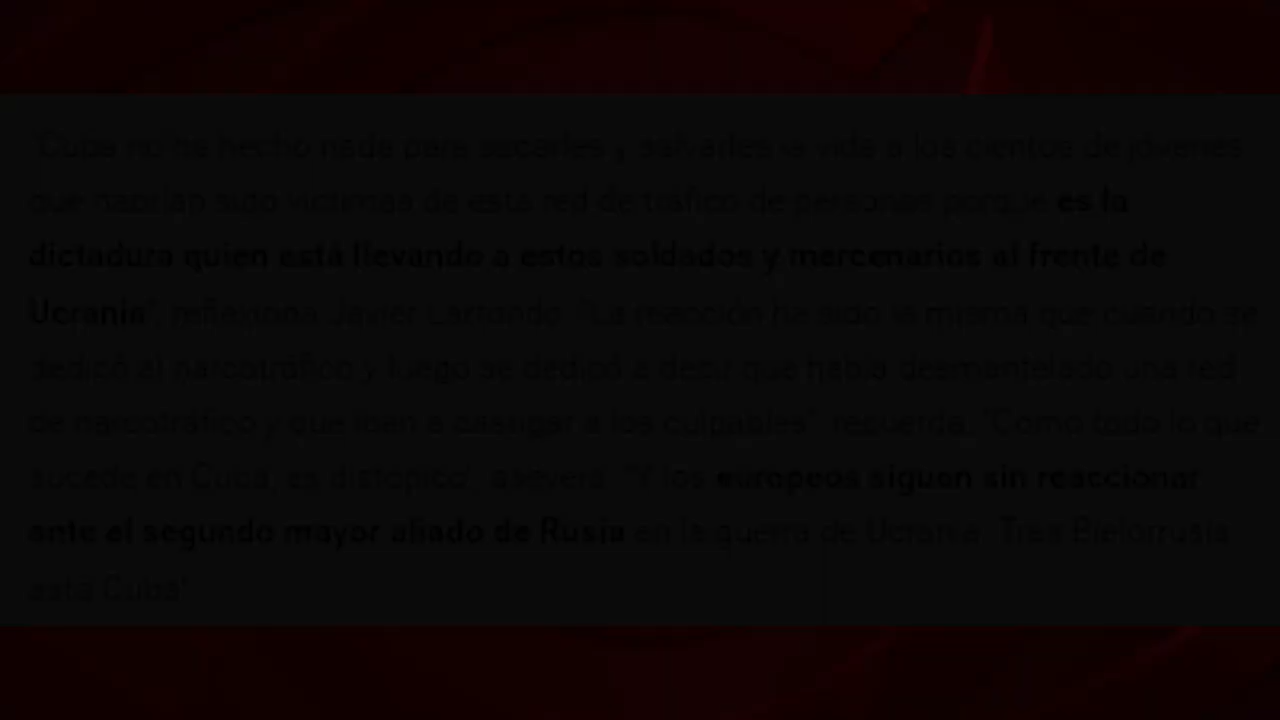 "Cuba no ha hecho nada para sacarles y salvarles la vida a los cientos de jóvenes
que habrían sido víctimas de esta red de tráfico de personas porque es la
dictadura quien está llevando a estos soldados y mercenarios al frente de
Ucrania", reflexiona Javier Larrondo. "La reacción ha sido la misma que cuando se
dedicó al narcotráfico y luego se dedicó a decir que había desmantelado una red
de narcotráfico y que iban a castigar a los culpables", recuerda. "Como todo lo que
sucede en Cuba, es distópico", asevera. "Y los europeos siguen sin reaccionar
ante el segundo mayor aliado de Rusia en la guerra de Ucrania. Tras Bielorrusia
está Cuba"